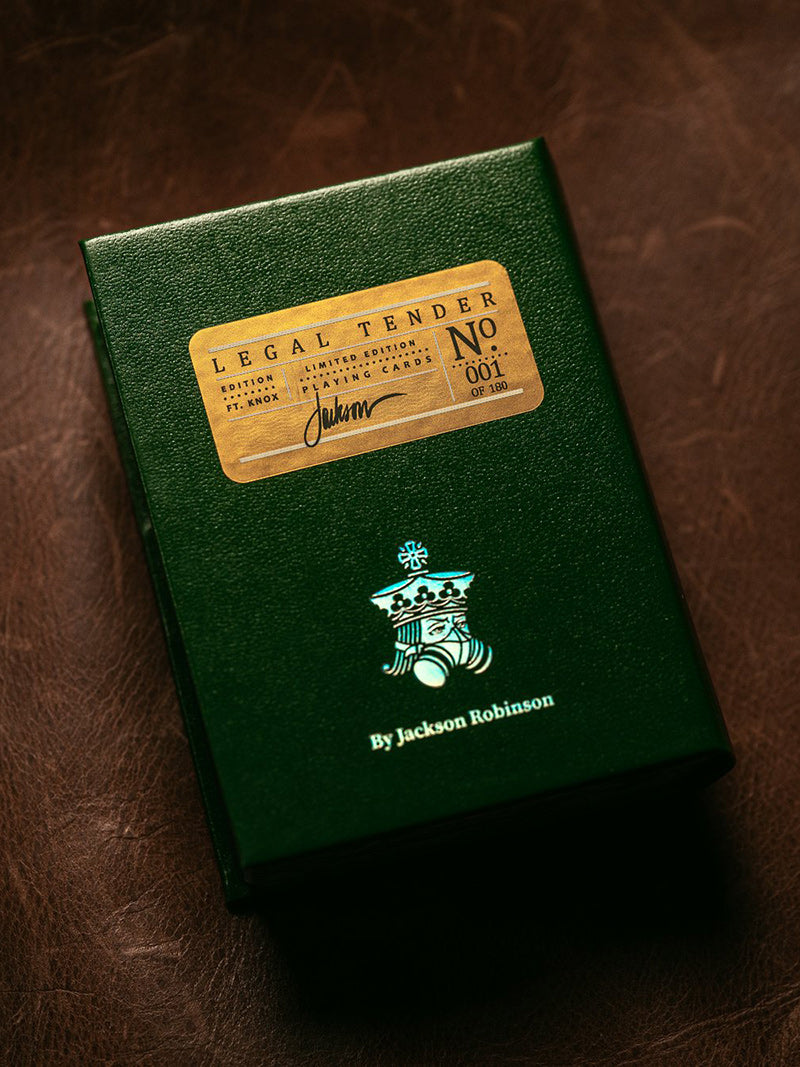 LEGAL TENDER
EDITION
FT. KNOX
LIMITED EDITION
PLAYING CARDS
Jackson
No.
001
OF 180
By Jackson Robinson